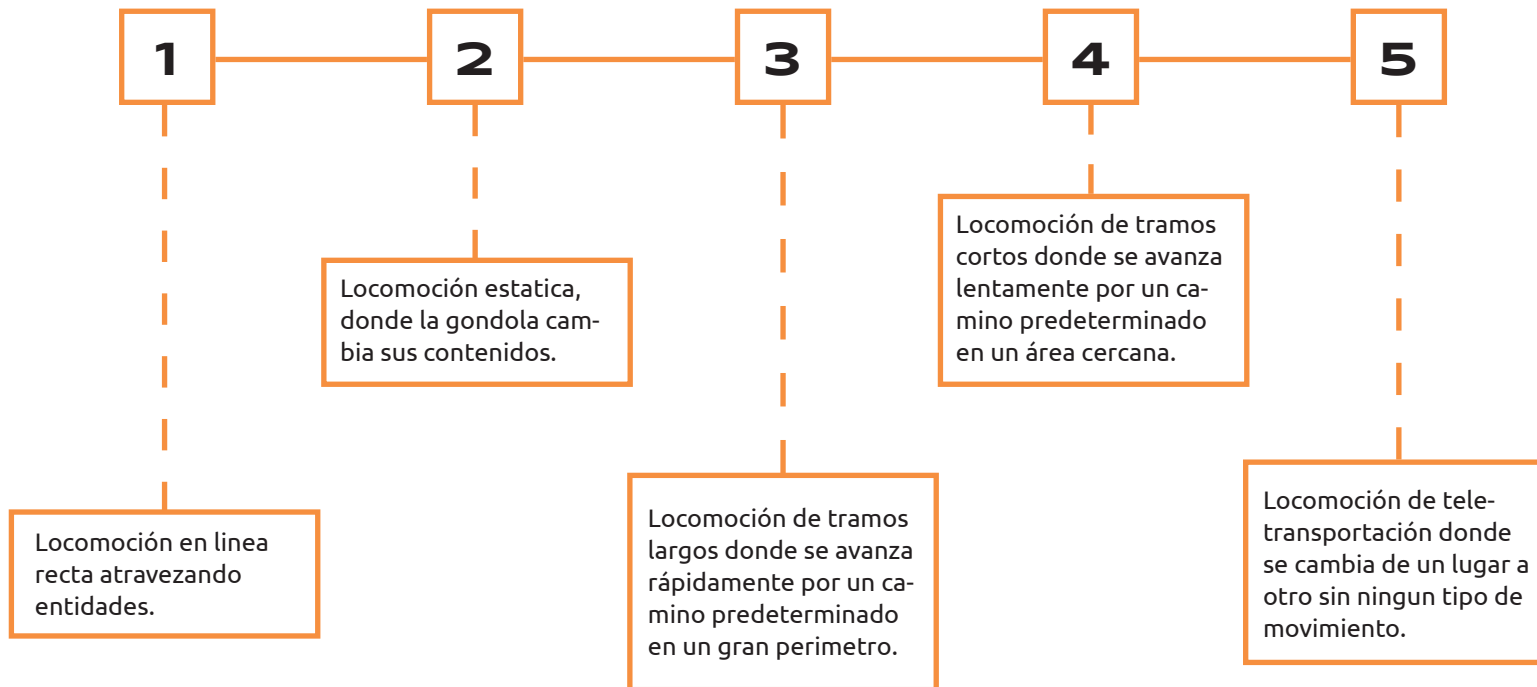 1
2
3
4
5
Locomoción en linea
recta atravezando
entidades.
Locomoción estatica,
donde la gondola cam-
bia sus contenidos.
Locomoción de tramos
largos donde se avanza
rápidamente por un ca-
mino predeterminado
en un gran perimetro.
Locomoción de tramos
cortos donde se avanza
lentamente por un ca-
mino predeterminado
en un área cercana.
Locomoción de tele-
transportación donde
se cambia de un lugar a
otro sin ningun tipo de
movimiento.